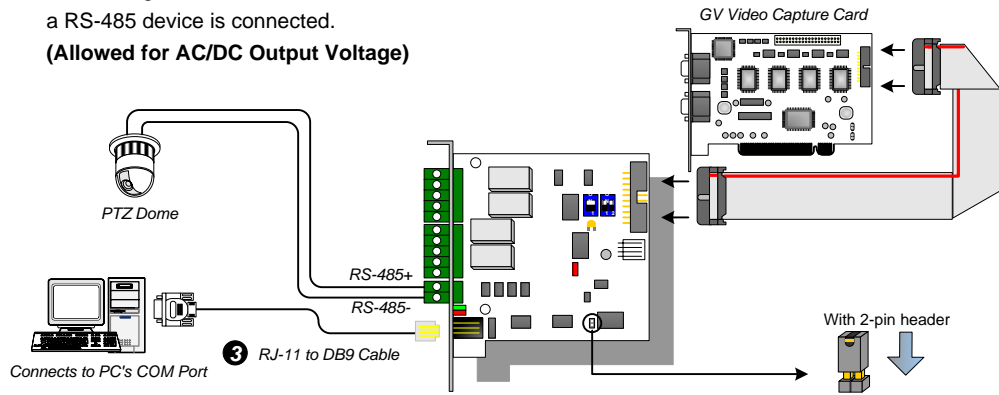 a RS-485 device is connected.
(Allowed for AC/DC Output Voltage)
GV Video Capture Card
PTZ Dome
RS-485+
RS-485-
With 2-pin header
3 RJ-11 to DB9 Cable
Connects to PC's COM Port